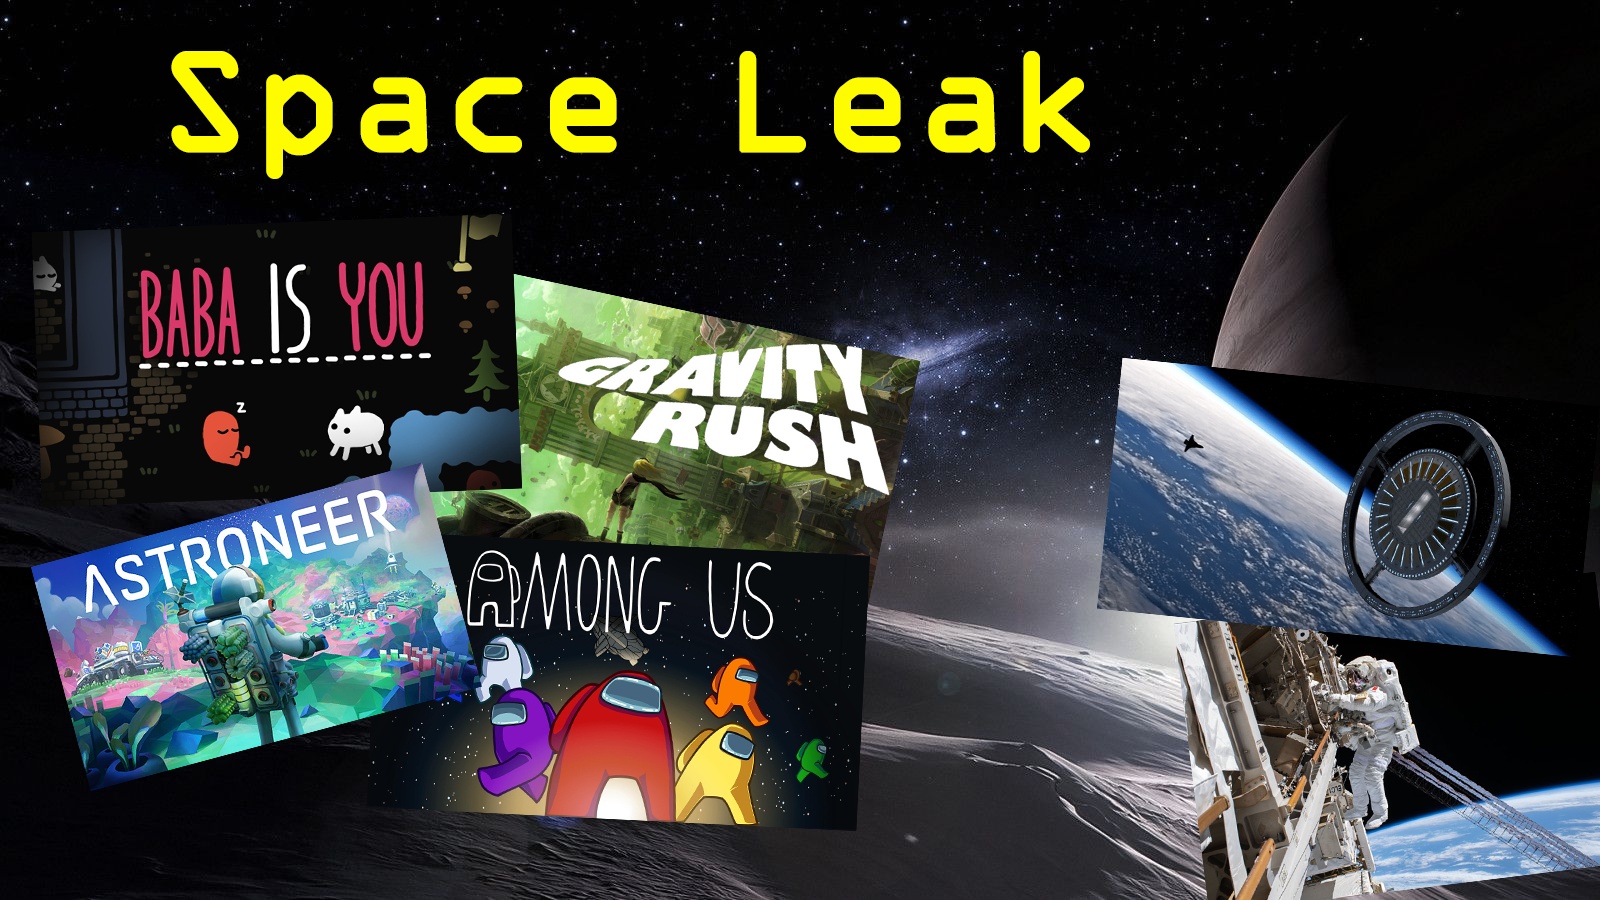 Space Leak
BABA IS YOU
z
GRAVITY
RUSH
ASTRONEER
AMONG US